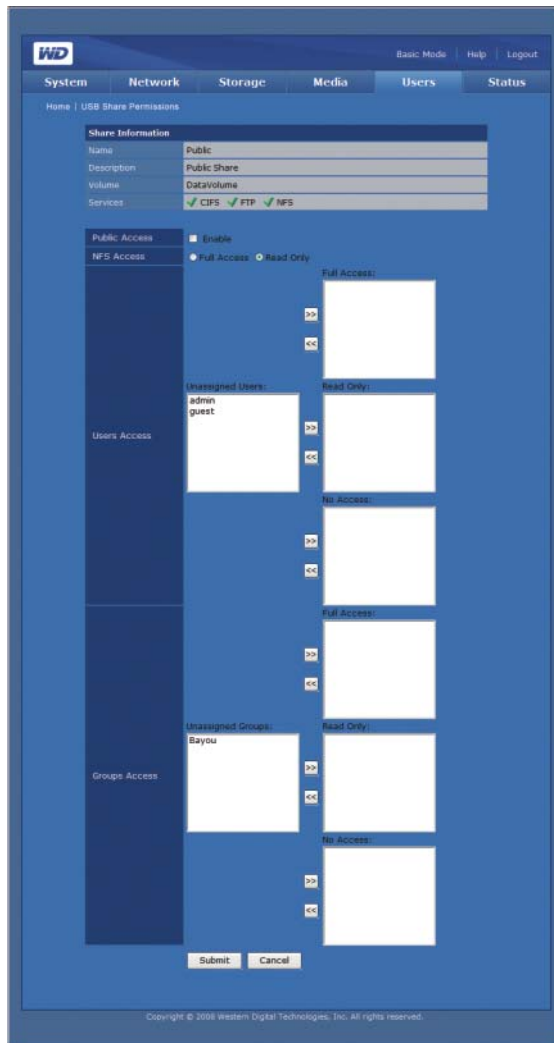 WD
Basic Mode | Help | Logout
System Network Storage Media Users Status
Home | USB Share Permissions
Share Information
Name Public
Description Public Share
Volume DataVolume
Services CIFS FTP NFS
Public Access Enable
NFS Access Full Access Read Only
Full Access:
>>
<<
Unassigned Users: Read Only:
admin
guest
Users Access
>>
<<
No Access:
>>
<<
Full Access:
>>
<<
Unassigned Groups: Read Only:
Bayou
Groups Access
>>
<<
No Access:
>>
<<
Submit Cancel
Copyright © 2008 Western Digital Technologies, Inc. All rights reserved.